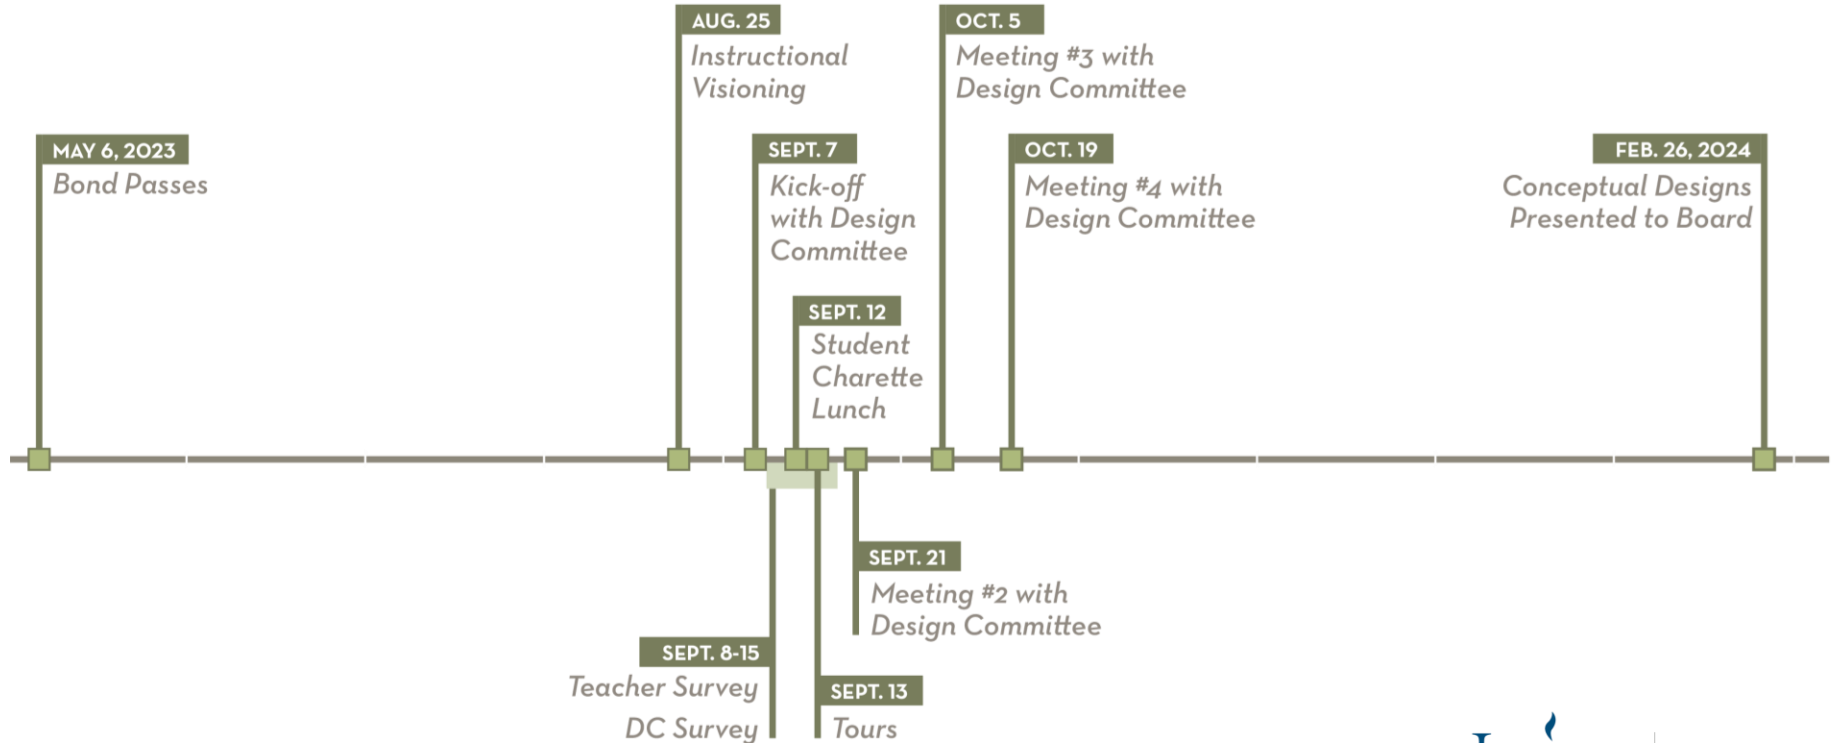 MAY 6, 2023
Bond Passes
AUG. 25
Instructional
Visioning
SEPT. 7
Kick-off
with Design
Committee
SEPT. 8-15
Teacher Survey
DC Survey
SEPT. 12
Student
Charette
Lunch
SEPT. 13
Tours
SEPT. 21
Meeting #2 with
Design Committee
OCT. 5
Meeting #3 with
Design Committee
OCT. 19
Meeting #4 with
Design Committee
FEB. 26, 2024
Conceptual Designs
Presented to Board